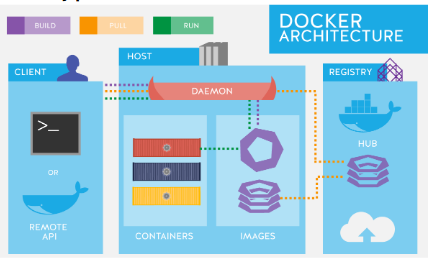 BUILD
PULL
RUN
DOCKER
ARCHITECTURE
CLIENT
HOST
REGISTRY
DAEMON
>_
OR
REMOTE
API
CONTAINERS
IMAGES
HUB